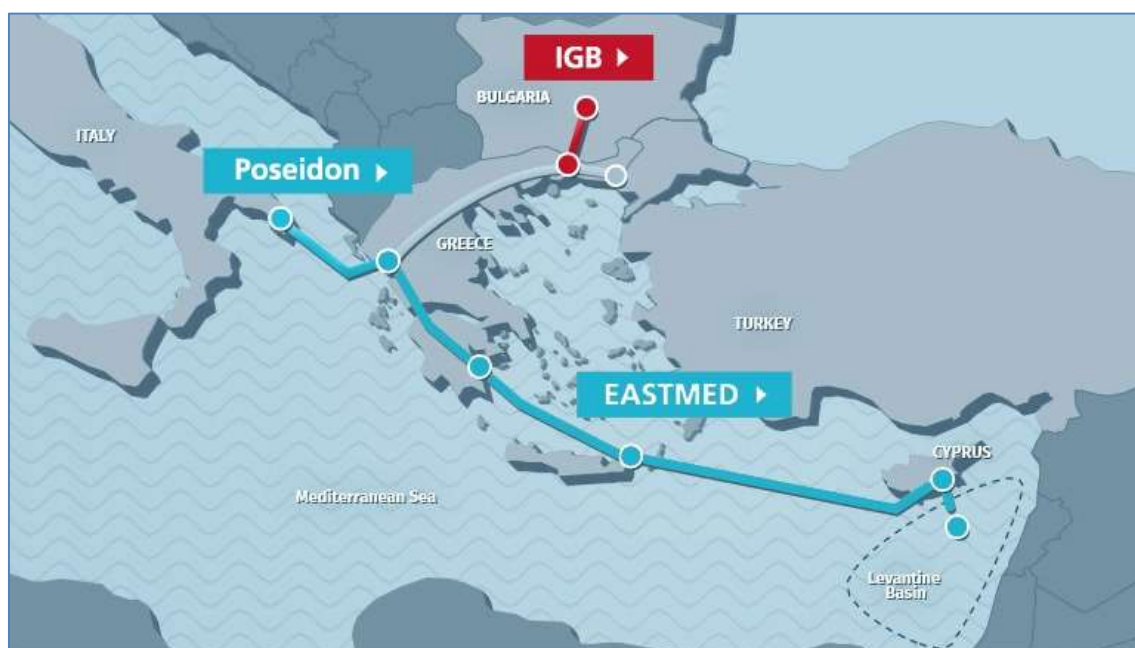 IGB ▸
BULGARIA
ITALY
Poseidon ▸
GREECE
TURKEY
EASTMED ▸
CYPRUS
Mediterranean Sea
Levantine
Basin